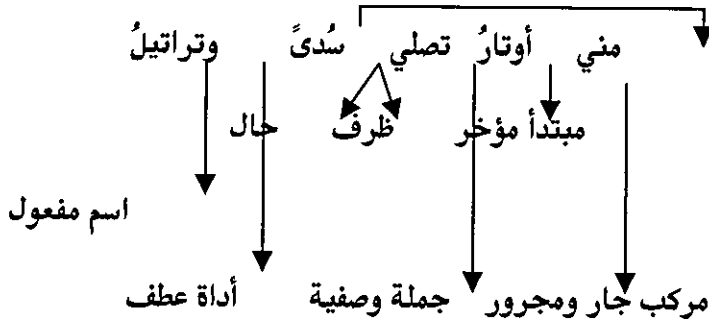 مني أوتارُ تصلي سُدىً وتراتيلُ
مبتدأ مؤخر ظرف حال
اسم مفعول
مركب جار ومجرور جملة وصفية أداة عطف